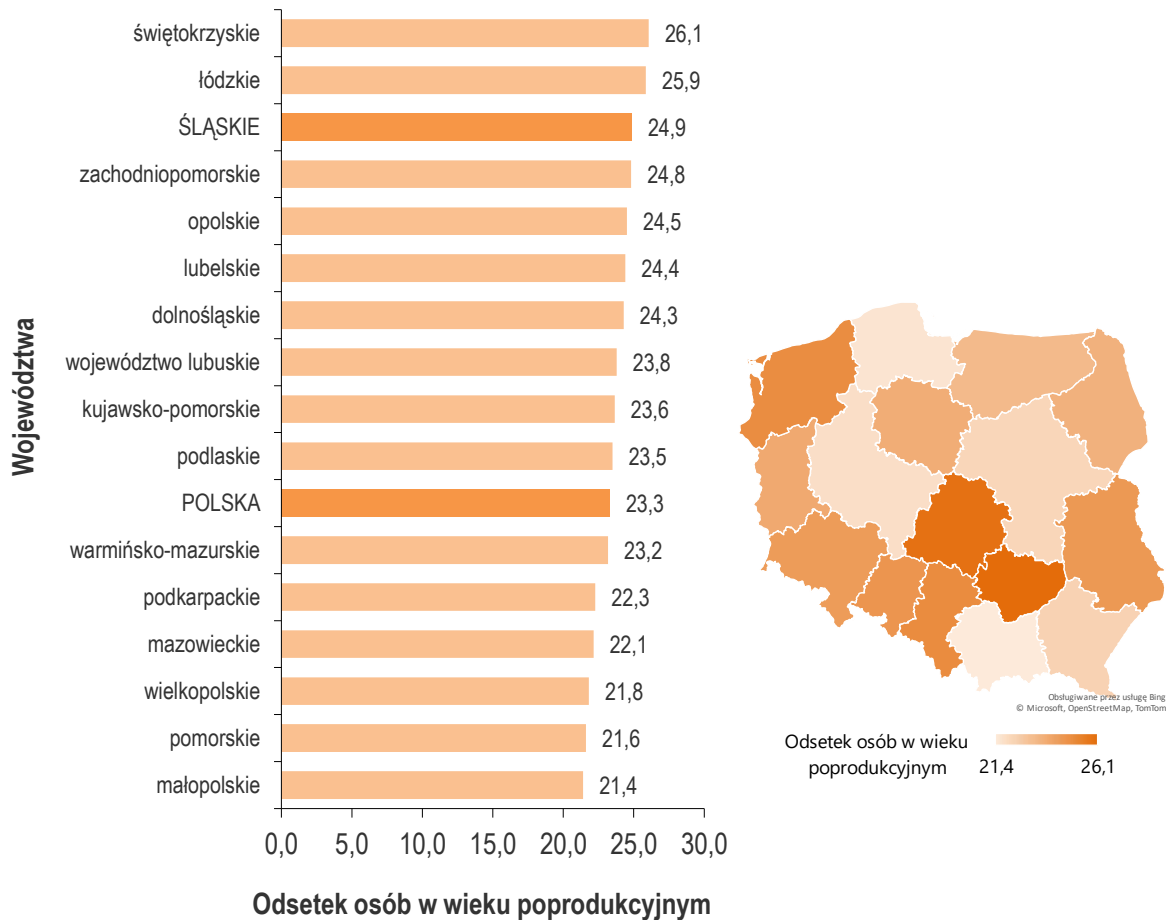 Województwa
świętokrzyskie 26,1
łódzkie 25,9
ŚLĄSKIE 24,9
zachodniopomorskie 24,8
opolskie 24,5
lubelskie 24,4
dolnośląskie 24,3
województwo lubuskie 23,8
kujawsko-pomorskie 23,6
podlaskie 23,5
POLSKA 23,3
warmińsko-mazurskie 23,2
podkarpackie 22,3
mazowieckie 22,1
wielkopolskie 21,8
pomorskie 21,6
małopolskie 21,4
0,0 5,0 10,0 15,0 20,0 25,0 30,0
Odsetek osób w wieku poprodukcyjnym
Obsługiwane przez usługę Bing
© Microsoft, OpenStreetMap, TomTom
Odsetek osób w wieku
poprodukcyjnym
21,4 26,1